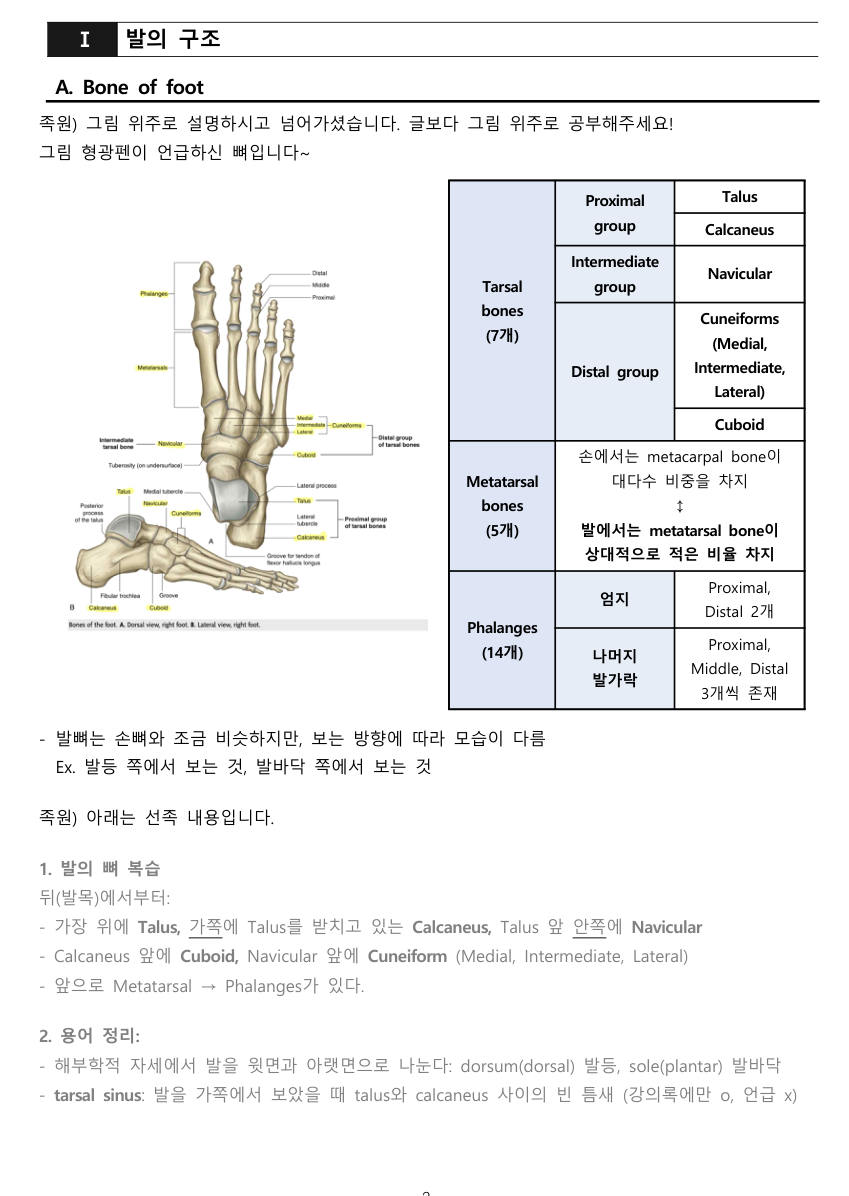 I 발의 구조
A. Bone of foot
족원) 그림 위주로 설명하시고 넘어가셨습니다. 글보다 그림 위주로 공부해주세요!
그림 형광펜이 언급하신 뼈입니다~
Phalanges
Distal
Middle
Proximal
Metatarsals
Medial
Intermediate
Lateral
Cuneiforms
Distal group
of tarsal bones
Intermediate
tarsal bone
Navicular
Cuboid
Tuberosity (on undersurface)
Lateral process
Talus
Lateral
tubercle
Proximal group
of tarsal bones
Calcaneus
Groove for tendon of
flexor hallucis longus
A
Talus
Medial tubercle
Navicular
Cuneiforms
Posterior
process
of the talus
Fibular trochlea
Groove
B
Calcaneus
Cuboid
Bones of the foot. A. Dorsal view, right foot. B. Lateral view, right foot.
Tarsal
bones
(7개)
Proximal
group
Talus
Calcaneus
Intermediate
group
Navicular
Distal group
Cuneiforms
(Medial,
Intermediate,
Lateral)
Cuboid
Metatarsal
bones
(5개)
손에서는 metacarpal bone이
대다수 비중을 차지
↕
발에서는 metatarsal bone이
상대적으로 적은 비율 차지
Phalanges
(14개)
엄지
Proximal,
Distal 2개
나머지
발가락
Proximal,
Middle, Distal
3개씩 존재
- 발뼈는 손뼈와 조금 비슷하지만, 보는 방향에 따라 모습이 다름
Ex. 발등 쪽에서 보는 것, 발바닥 쪽에서 보는 것
족원) 아래는 선족 내용입니다.
1. 발의 뼈 복습
뒤(발목)에서부터:
- 가장 위에 Talus, 가쪽에 Talus를 받치고 있는 Calcaneus, Talus 앞 안쪽에 Navicular
- Calcaneus 앞에 Cuboid, Navicular 앞에 Cuneiform (Medial, Intermediate, Lateral)
- 앞으로 Metatarsal → Phalanges가 있다.
2. 용어 정리:
- 해부학적 자세에서 발을 윗면과 아랫면으로 나눈다: dorsum(dorsal) 발등, sole(plantar) 발바닥
- tarsal sinus: 발을 가쪽에서 보았을 때 talus와 calcaneus 사이의 빈 틈새 (강의록에만 o, 언급 x)